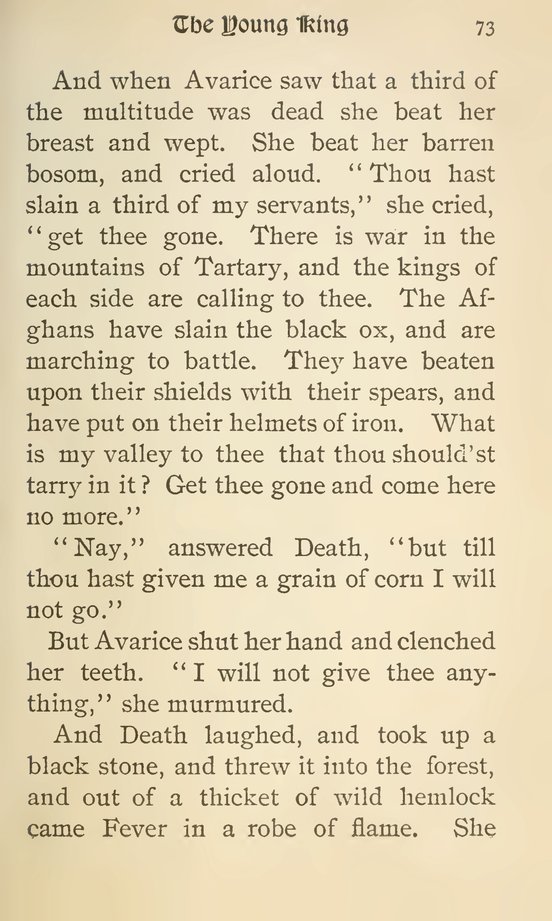 The Young King 73
And when Avarice saw that a third of
the multitude was dead she beat her
breast and wept. She beat her barren
bosom, and cried aloud. "Thou hast
slain a third of my servants," she cried,
"get thee gone. There is war in the
mountains of Tartary, and the kings of
each side are calling to thee. The Af-
ghans have slain the black ox, and are
marching to battle. They have beaten
upon their shields with their spears, and
have put on their helmets of iron. What
is my valley to thee that thou should'st
tarry in it? Get thee gone and come here
no more."
"Nay," answered Death, "but till
thou hast given me a grain of corn I will
not go."
But Avarice shut her hand and clenched
her teeth. "I will not give thee any-
thing," she murmured.
And Death laughed, and took up a
black stone, and threw it into the forest,
and out of a thicket of wild hemlock
came Fever in a robe of flame. She